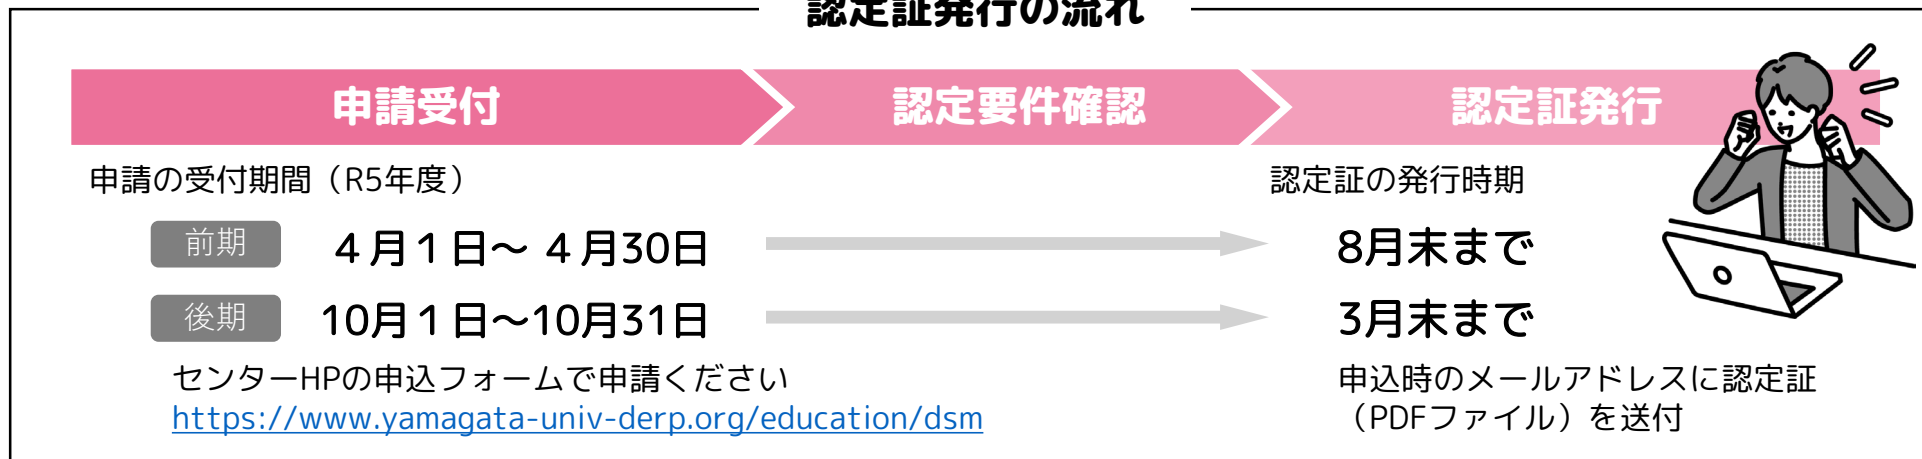 認定証発行の流れ
申請受付
認定要件確認
認定証発行
申請の受付期間（R5年度）
認定証の発行時期
前期
４月１日～４月30日
8月末まで
後期
10月１日～10月31日
3月末まで
センターHPの申込フォームで申請ください
https://www.yamagata-univ-derp.org/education/dsm
申込時のメールアドレスに認定証
（PDFファイル）を送付